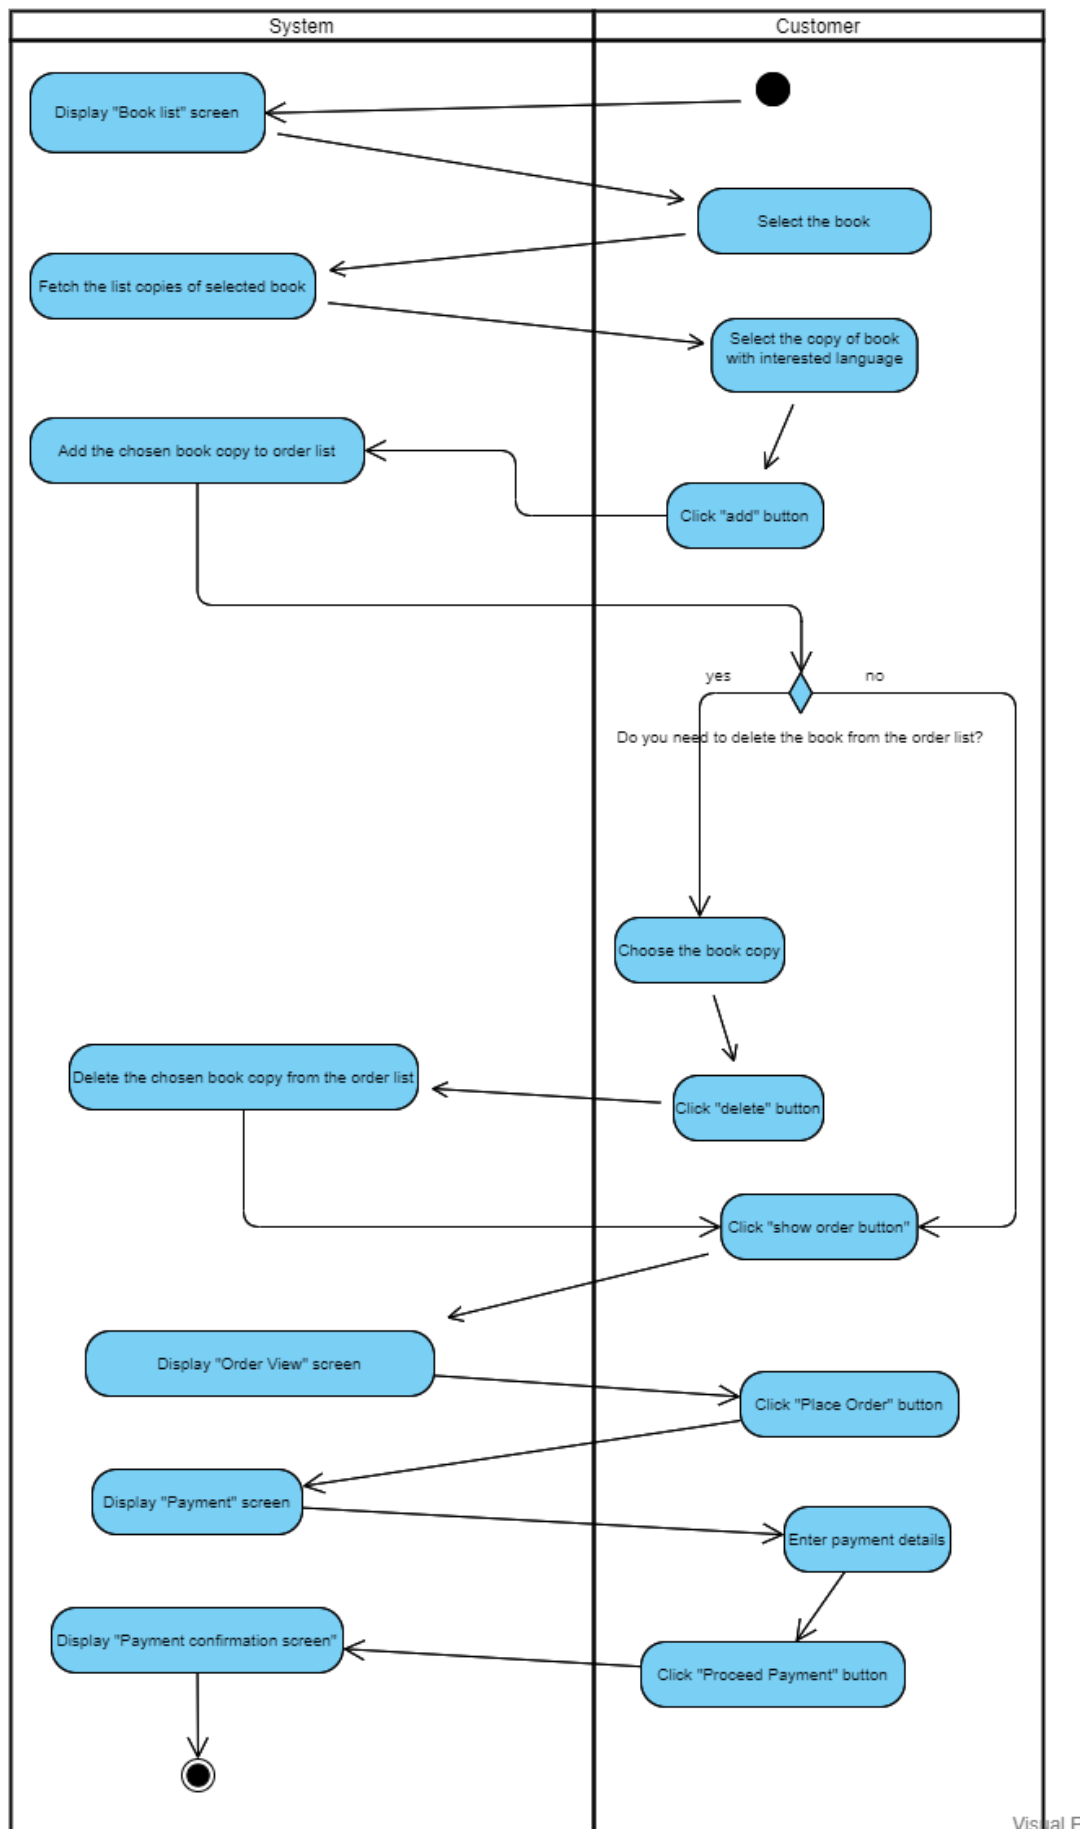 System
Customer
Display "Book list" screen
Select the book
Fetch the list copies of selected book
Select the copy of book
with interested language
Add the chosen book copy to order list
Click "add" button
yes
no
Do you need to delete the book from the order list?
Choose the book copy
Delete the chosen book copy from the order list
Click "delete" button
Click "show order button"
Display "Order View" screen
Click "Place Order" button
Display "Payment" screen
Enter payment details
Display "Payment confirmation screen"
Click "Proceed Payment" button
Visual